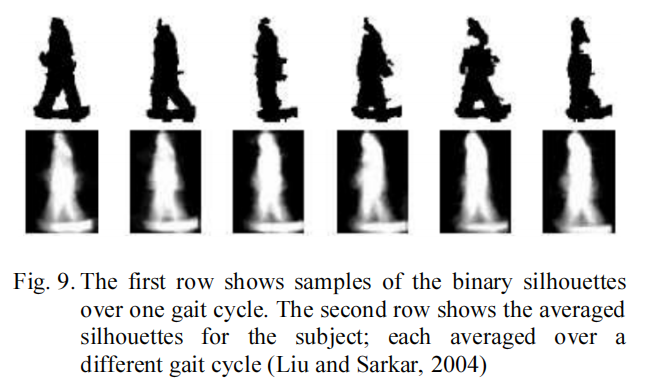 Fig. 9. The first row shows samples of the binary silhouettes
over one gait cycle. The second row shows the averaged
silhouettes for the subject; each averaged over a
different gait cycle (Liu and Sarkar, 2004)